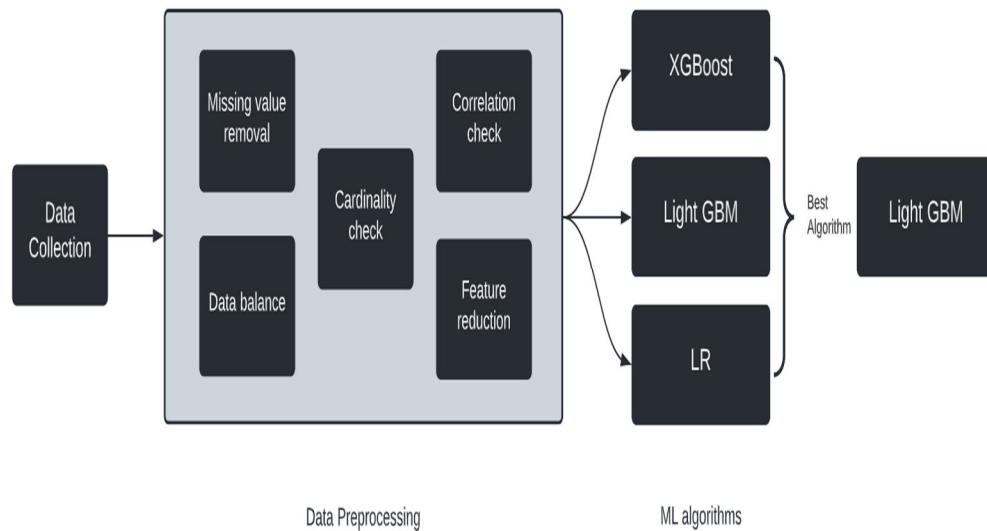 Data
Collection
Missing value
removal
Data balance
Cardinality
check
Correlation
check
Feature
reduction
XGBoost
Light GBM
LR
Best
Algorithm
Light GBM
Data Preprocessing
ML algorithms